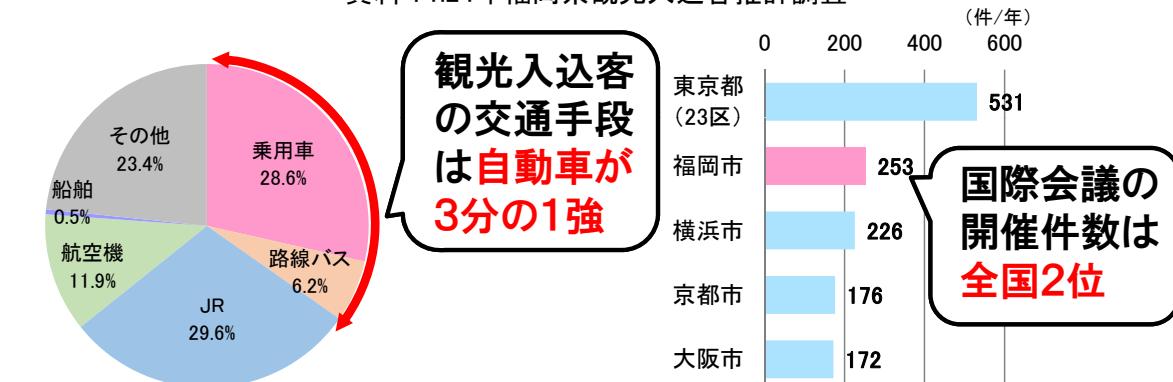 (件/年)
その他
23.4%
乗用車
28.6%
船舶
0.5%
航空機
11.9%
路線バス
6.2%
JR
29.6%
観光入込客
の交通手段
は自動車が
3分の1強
0
200
400
600
東京都
(23区)
531
福岡市
253
横浜市
226
京都市
176
大阪市
172
国際会議の
開催件数は
全国2位